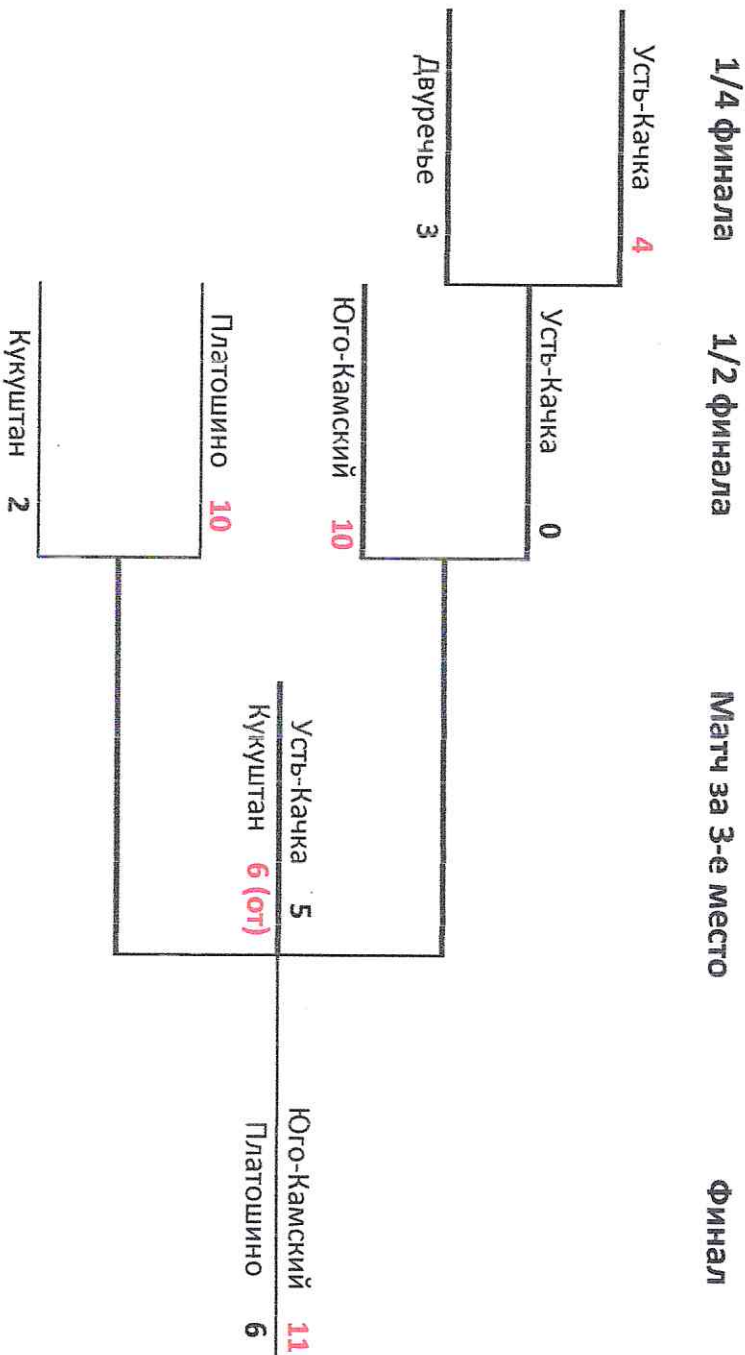 1/4 финала 1/2 финала Матч за 3-е место Финал
Усть-Качка 4
Двуречье 3
Усть-Качка 0
Юго-Камский 10
Платошино 10
Кукуштан 2
Усть-Качка 5
Кукуштан 6 (от)
Юго-Камский 11
Платошино 6